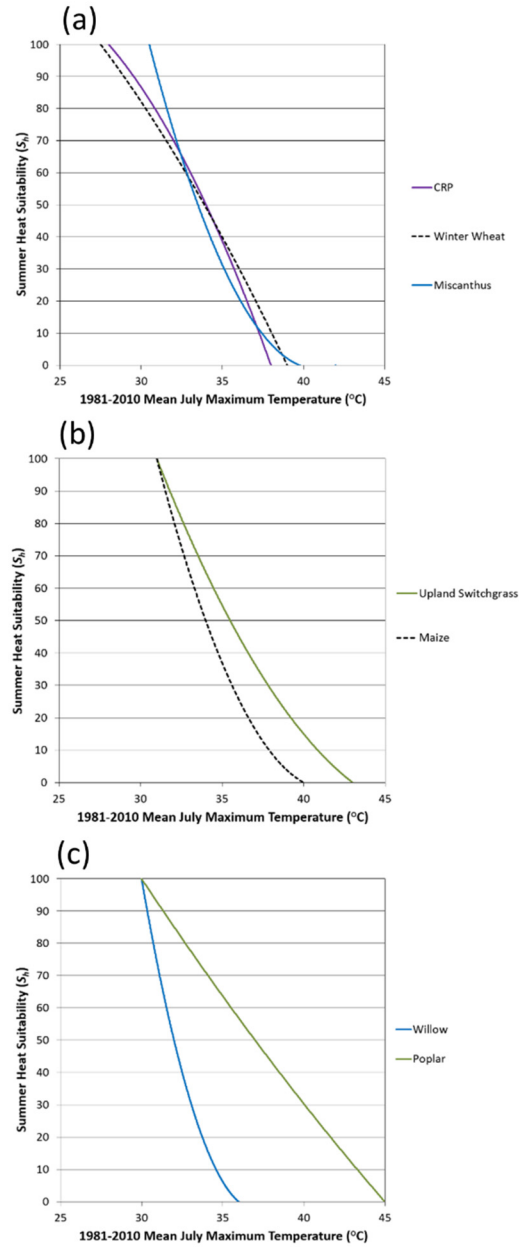 (a)
100
90
80
70
60
50
40
30
20
10
0
Summer Heat Suitability (Sh)
25 30 35 40 45
1981-2010 Mean July Maximum Temperature (°C)
CRP
Winter Wheat
Miscanthus
(b)
100
90
80
70
60
50
40
30
20
10
0
Summer Heat Suitability (Sh)
25 30 35 40 45
1981-2010 Mean July Maximum Temperature (°C)
Upland Switchgrass
Maize
(c)
100
90
80
70
60
50
40
30
20
10
0
Summer Heat Suitability (Sh)
25 30 35 40 45
1981-2010 Mean July Maximum Temperature (°C)
Willow
Poplar